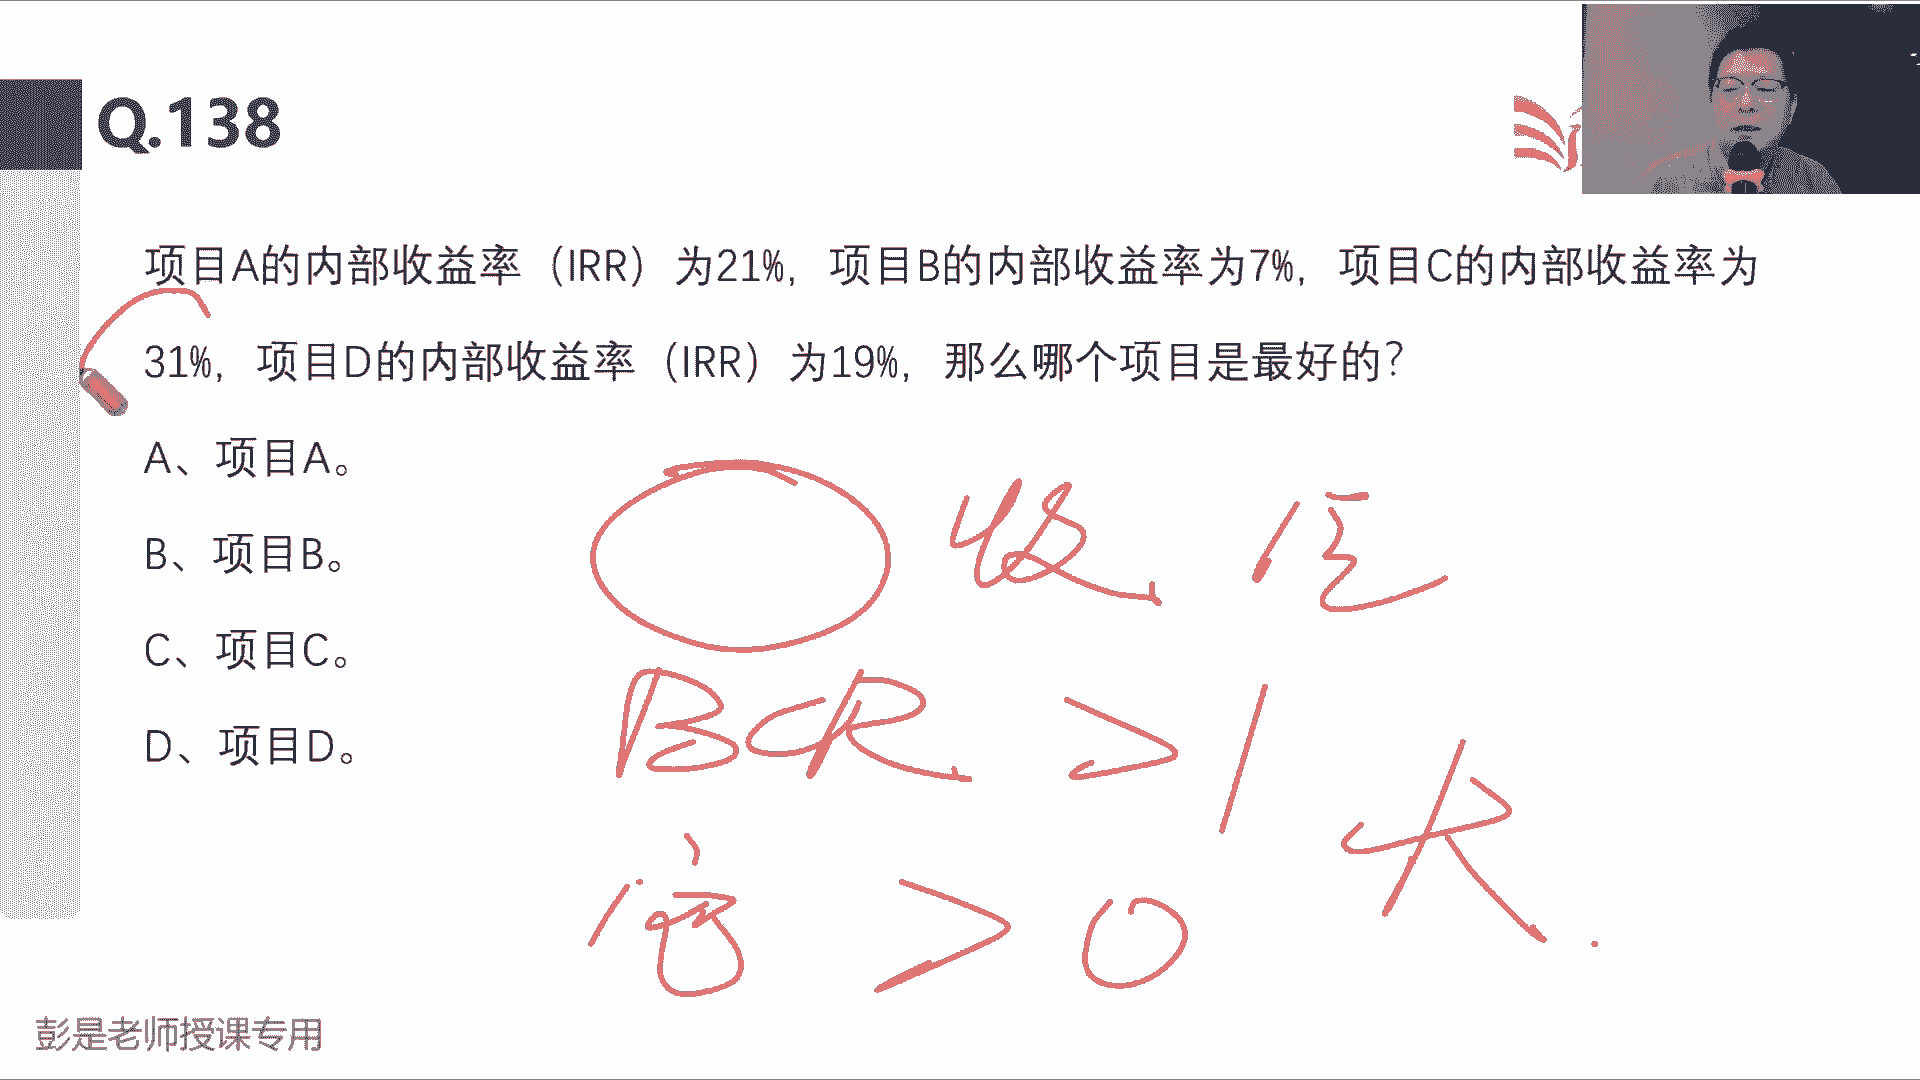 Q.138
项目A的内部收益率（IRR）为21%，项目B的内部收益率为7%，项目C的内部收益率为
31%，项目D的内部收益率（IRR）为19%，那么哪个项目是最好的？
A、项目A。
B、项目B。
C、项目C。
D、项目D。
收
BCR > 1
大
> 0
彭是老师授课专用